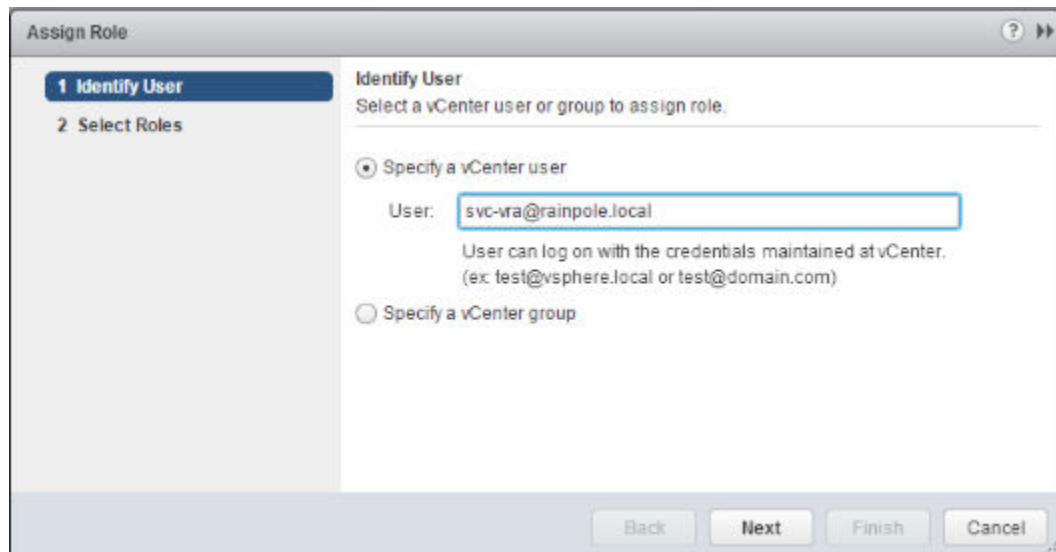 Assign Role
?
1 Identify User
2 Select Roles
Identify User
Select a vCenter user or group to assign role.
Specify a vCenter user
User: svc-vra@rainpole.local
User can log on with the credentials maintained at vCenter.
(ex: test@vsphere.local or test@domain.com)
Specify a vCenter group
Back Next Finish Cancel